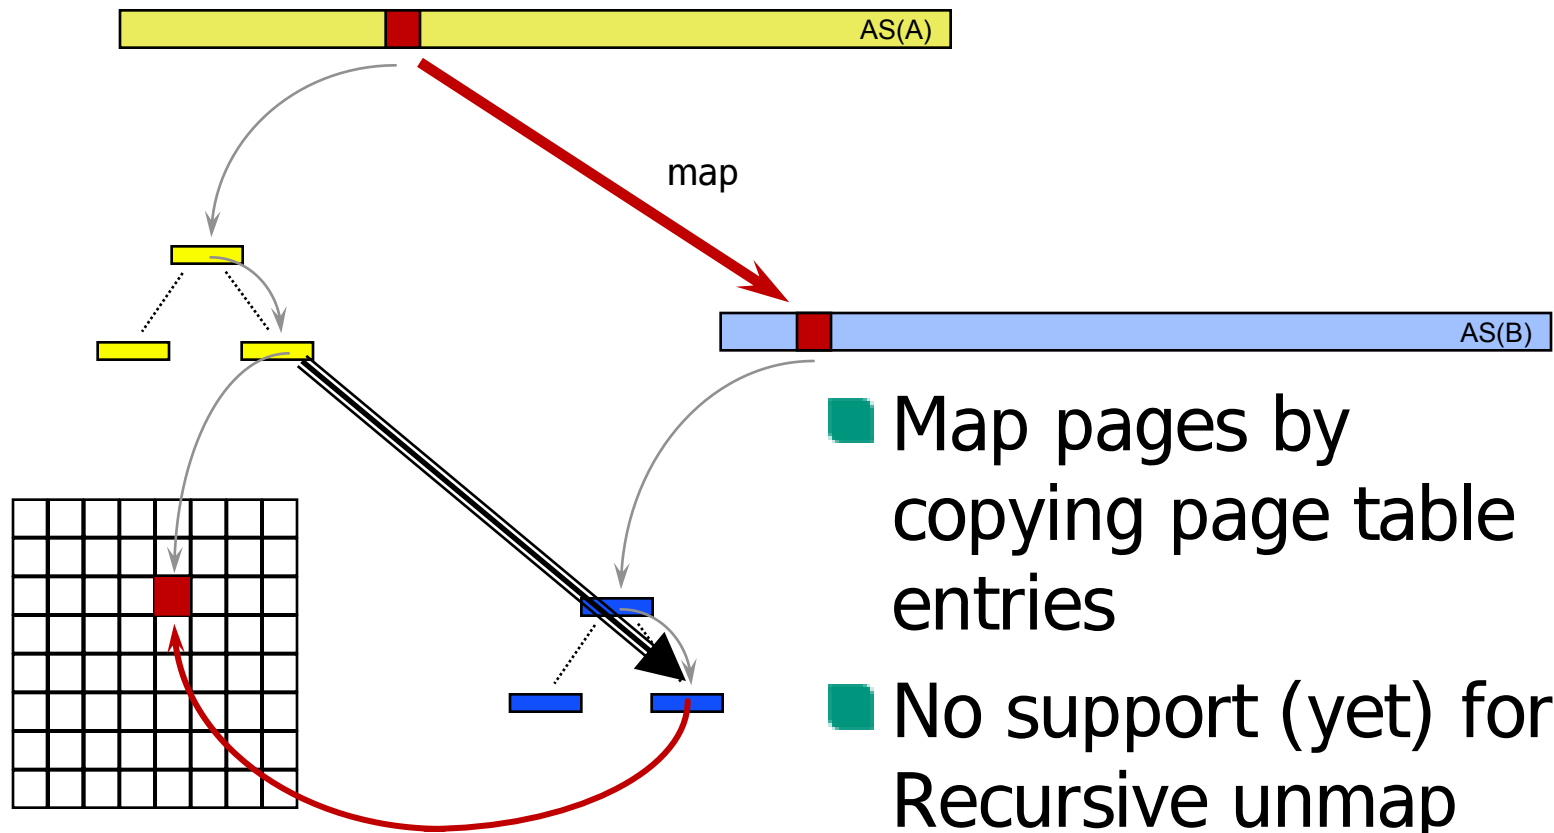 AS(A)
map
AS(B)
Map pages by
copying page table
entries
No support (yet) for
Recursive unmap